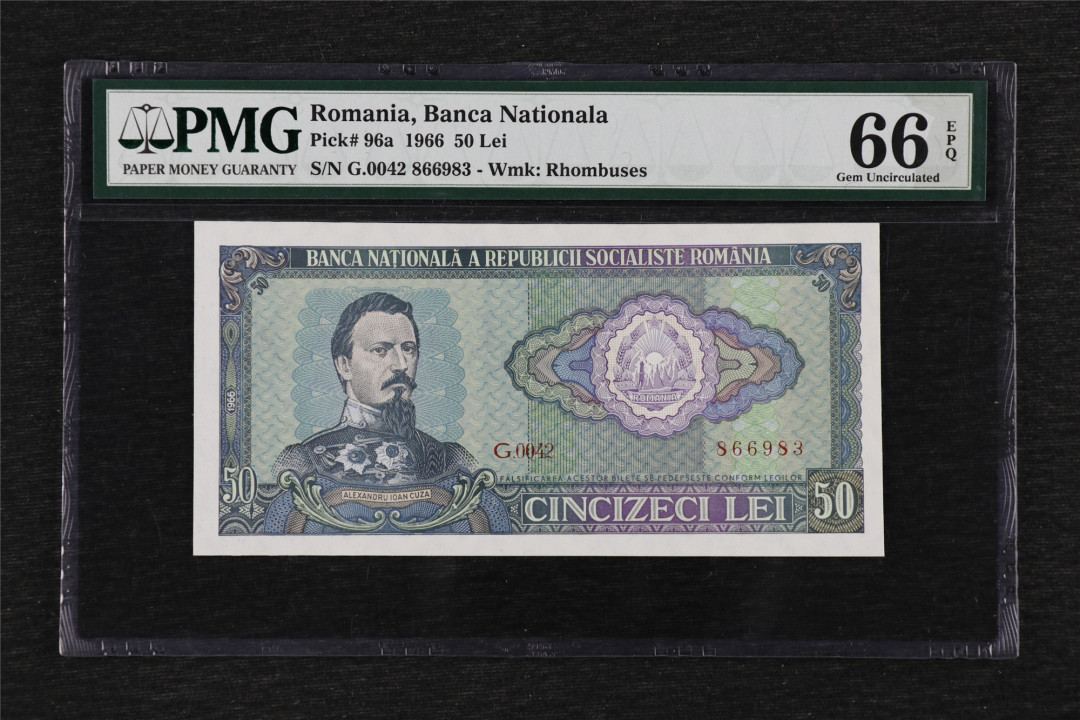 PMG
PAPER MONEY GUARANTY
Romania, Banca Nationala
Pick# 96a 1966 50 Lei
S/N G.0042 866983 - Wmk: Rhombuses
66
EPQ
Gem Uncirculated
BANCA NAȚIONALĂ A REPUBLICII SOCIALISTE ROMÂNIA
50
50
1966
ROMANIA
G.0042
866983
FALSIFICAREA ACESTOR BILETE SE PEDEPSEȘTE CONFORM LEGILOR
50
ALEXANDRU IOAN CUZA
CINCIZECI LEI
50